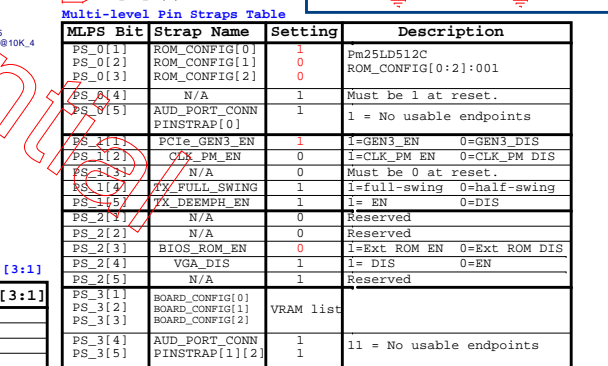 @10K_4
Multi-level Pin Straps Table
MLPS Bit Strap Name Setting Description
PS_0[1] ROM_CONFIG[0] 1 Pm25LD512C
PS_0[2] ROM_CONFIG[1] 0 ROM_CONFIG[0:2]:001
PS_0[3] ROM_CONFIG[2] 0
PS_0[4] N/A 1 Must be 1 at reset.
PS_0[5] AUD_PORT_CONN 1 1 = No usable endpoints
PINSTRAP[0]
PS_1[1] PCIe_GEN3_EN 1 1=GEN3_EN 0=GEN3_DIS
PS_1[2] CLK_PM_EN 0 1=CLK_PM EN 0=CLK_PM DIS
PS_1[3] N/A 0 Must be 0 at reset.
PS_1[4] TX_FULL_SWING 1 1=full-swing 0=half-swing
PS_1[5] TX_DEEMPH_EN 1 1= EN 0=DIS
PS_2[1] N/A 0 Reserved
PS_2[2] N/A 0 Reserved
PS_2[3] BIOS_ROM_EN 0 1=Ext ROM EN 0=Ext ROM DIS
PS_2[4] VGA_DIS 1 1= DIS 0=EN
PS_2[5] N/A 1 Reserved
PS_3[1] BOARD_CONFIG[0]
PS_3[2] BOARD_CONFIG[1] VRAM list
PS_3[3] BOARD_CONFIG[2]
PS_3[4] AUD_PORT_CONN 1 11 = No usable endpoints
PS_3[5] PINSTRAP[1][2] 1
[3:1]
[3:1]
ntial